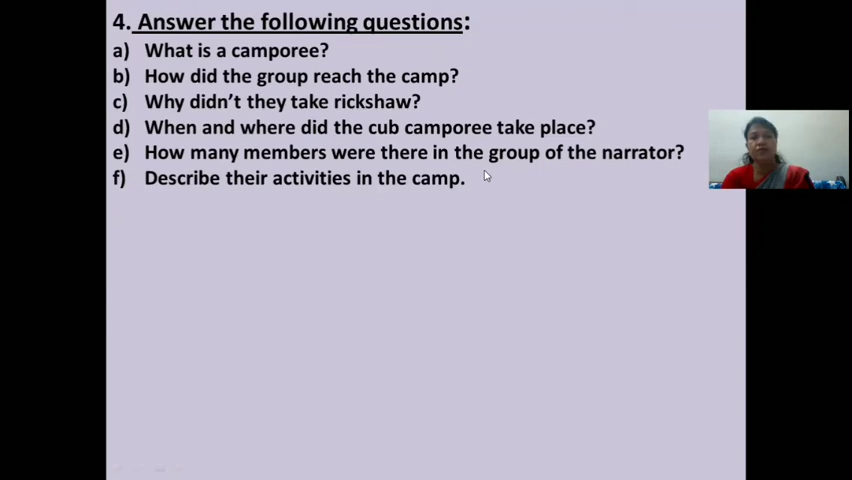 4. Answer the following questions:
a) What is a camporee?
b) How did the group reach the camp?
c) Why didn't they take rickshaw?
d) When and where did the cub camporee take place?
e) How many members were there in the group of the narrator?
f) Describe their activities in the camp.